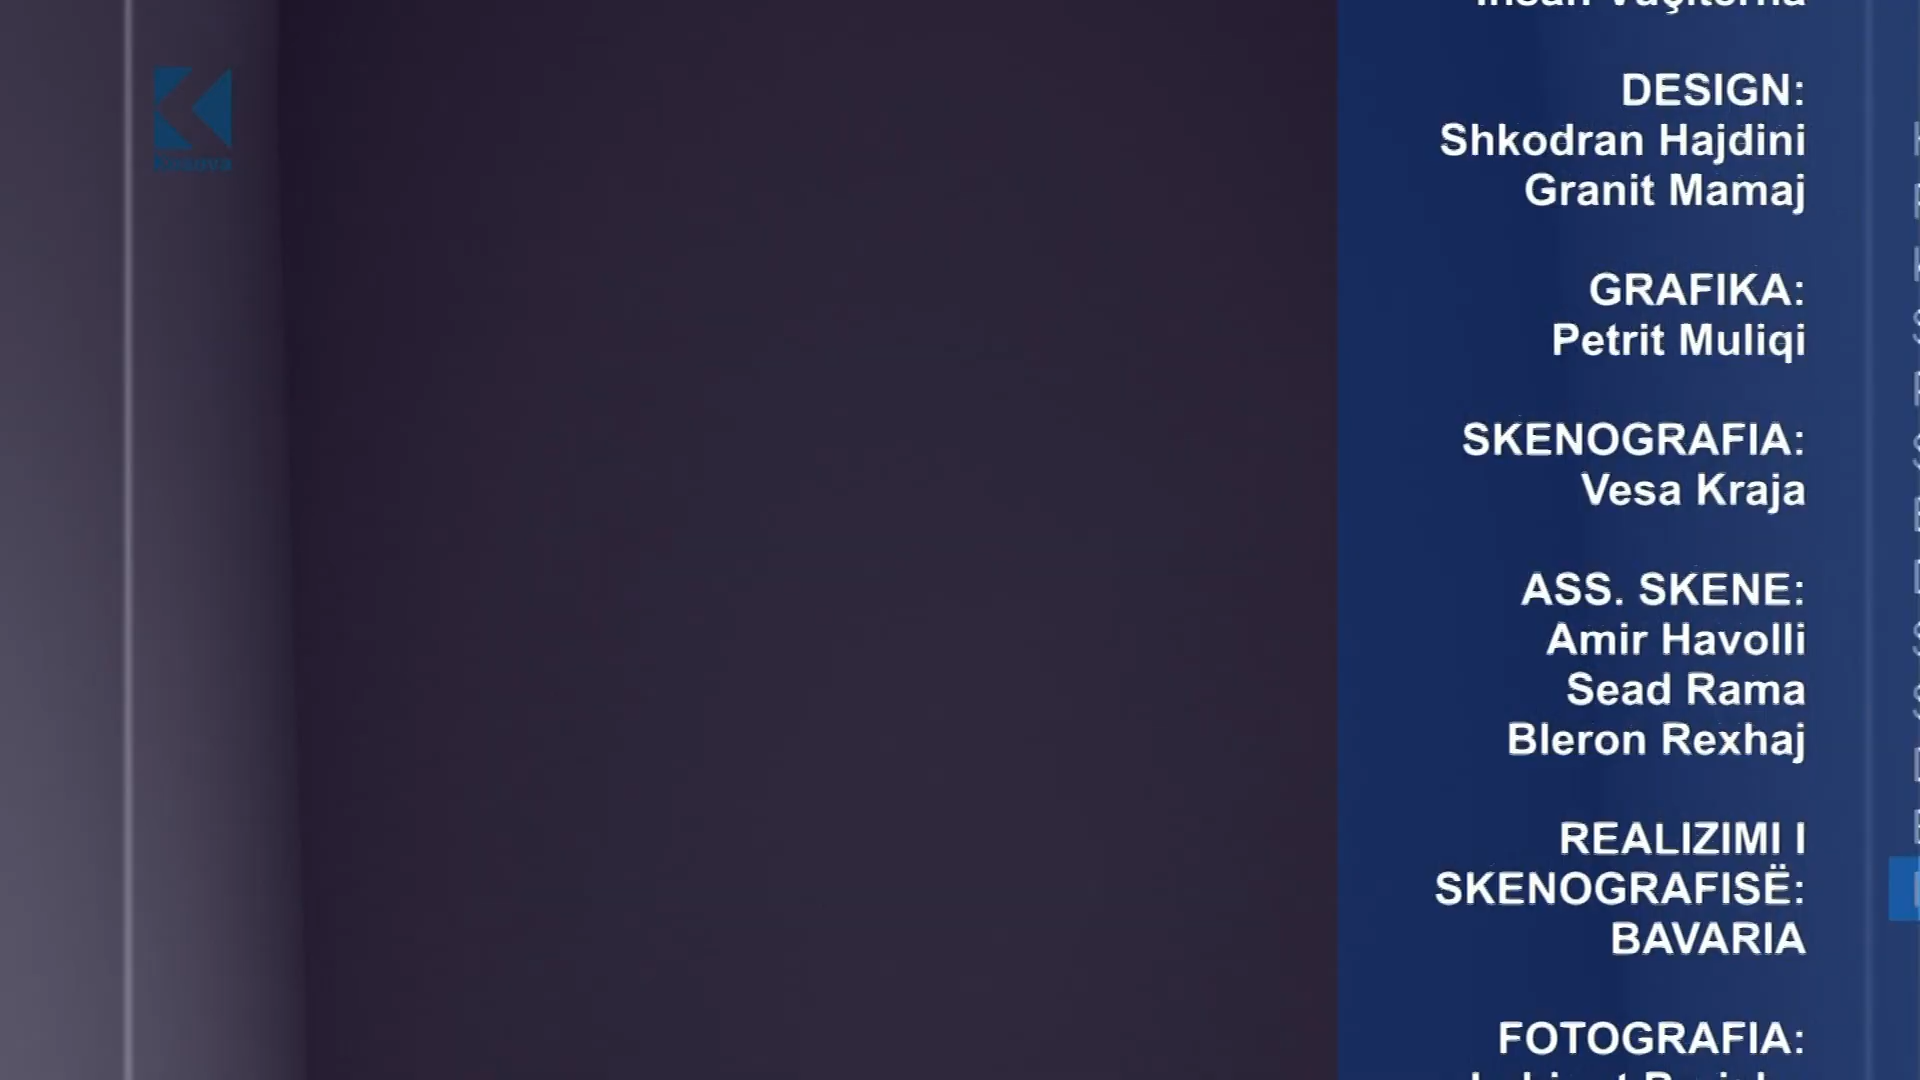 DESIGN:
Shkodran Hajdini
Granit Mamaj
GRAFIKA:
Petrit Muliqi
SKENOGRAFIA:
Vesa Kraja
ASS. SKENE:
Amir Havolli
Sead Rama
Bleron Rexhaj
REALIZIMI I
SKENOGRAFISË:
BAVARIA
FOTOGRAFIA: